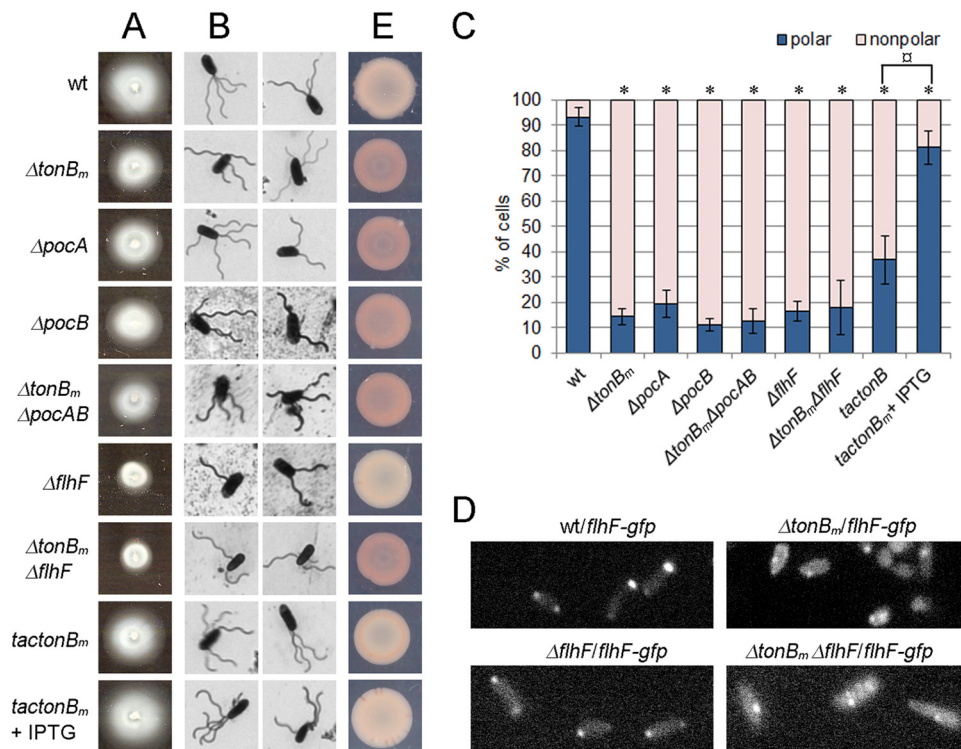 A
B
E
wt
ΔtonBm
ΔpocA
ΔpocB
ΔtonBm
ΔpocAB
ΔflhF
ΔtonBm
ΔflhF
tactonBm
tactonBm
+ IPTG
C
polar nonpolar
¤
* * * * * * * *
% of cells
100
90
80
70
60
50
40
30
20
10
0
wt
ΔtonBm
ΔpocA
ΔpocB
ΔtonBmΔpocAB
ΔflhF
ΔtonBmΔflhF
tactonB
tactonBm+ IPTG
D
wt/flhF-gfp
ΔtonBm/flhF-gfp
ΔflhF/flhF-gfp
ΔtonBm ΔflhF/flhF-gfp